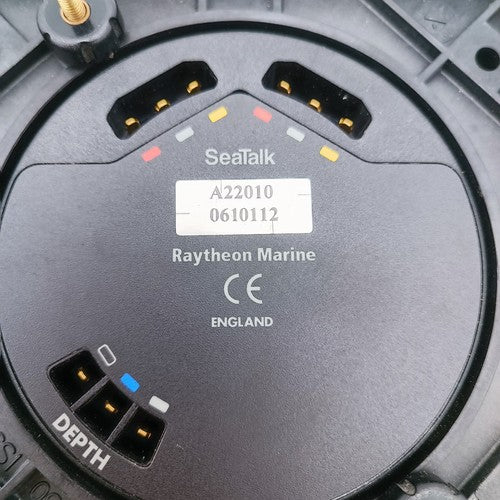 SeaTalk
A22010
0610112
Raytheon Marine
CE
ENGLAND
DEPTH